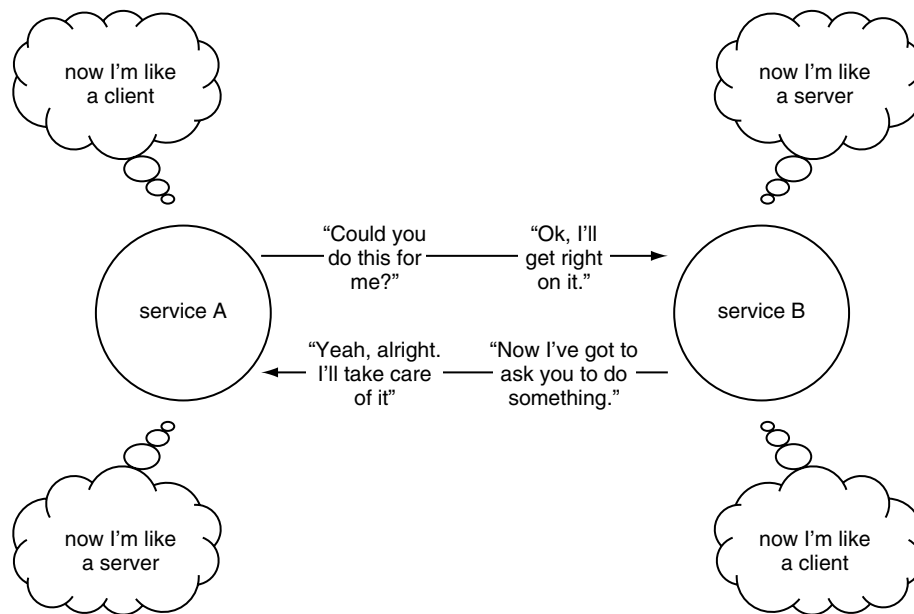 now I’m like
a client
now I’m like
a server
“Could you
do this for
me?”
“Ok, I’ll
get right
on it.”
service A
service B
“Yeah, alright.
I’ll take care
of it”
“Now I’ve got to
ask you to do
something.”
now I’m like
a server
now I’m like
a client